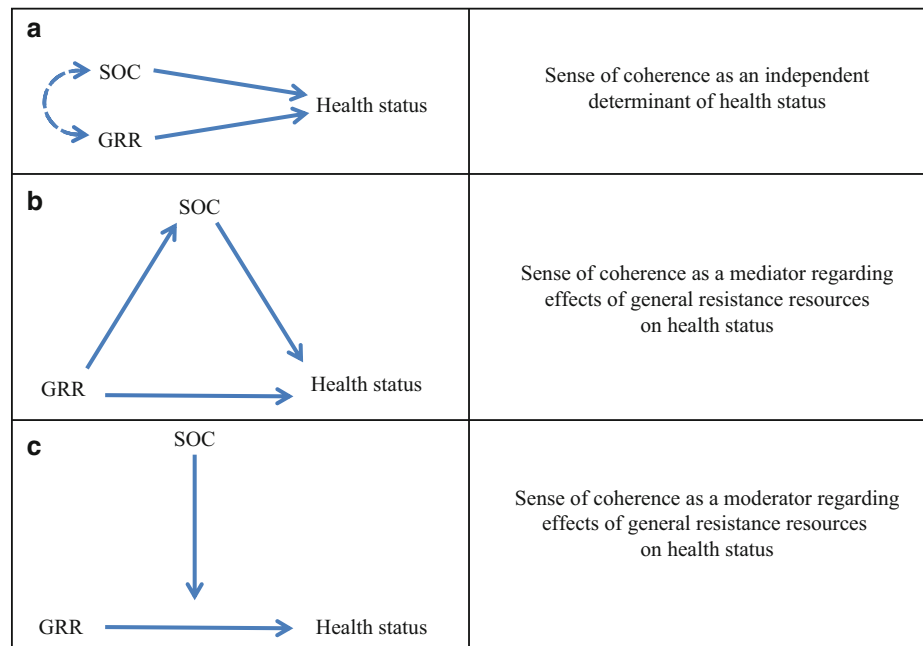 a
SOC
Health status
GRR
Sense of coherence as an independent
determinant of health status
b
SOC
GRR
Health status
Sense of coherence as a mediator regarding
effects of general resistance resources
on health status
c
SOC
GRR
Health status
Sense of coherence as a moderator regarding
effects of general resistance resources
on health status